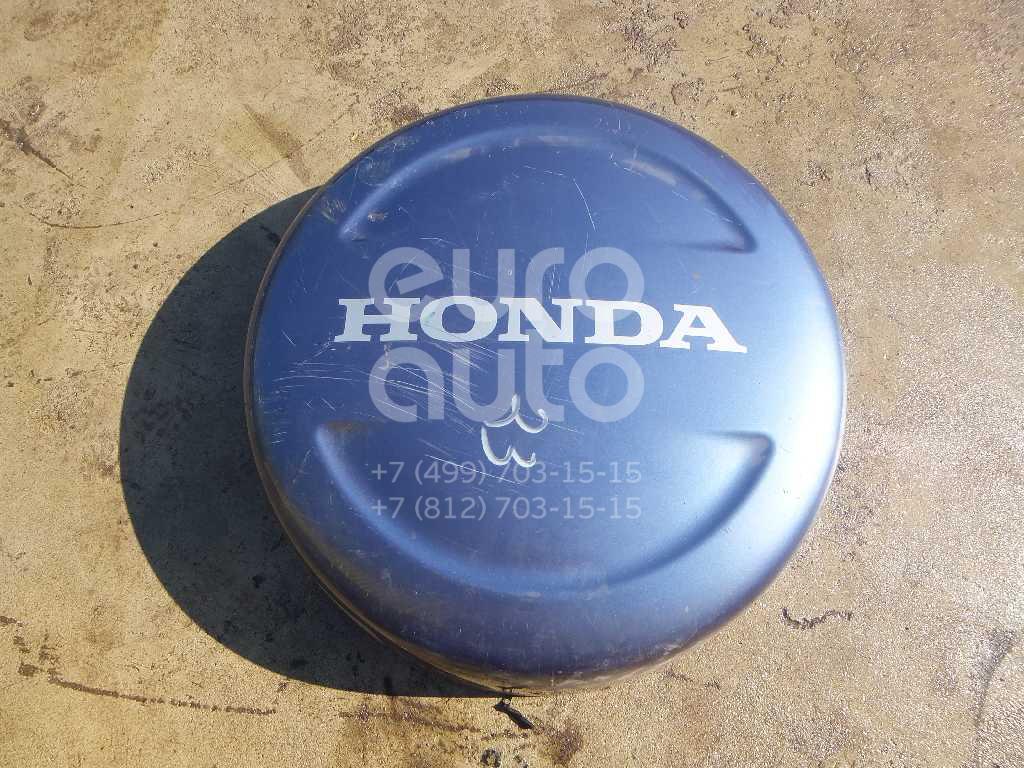 euro
HONDA
auto
+7 (499) 703-15-15
+7 (812) 703-15-15